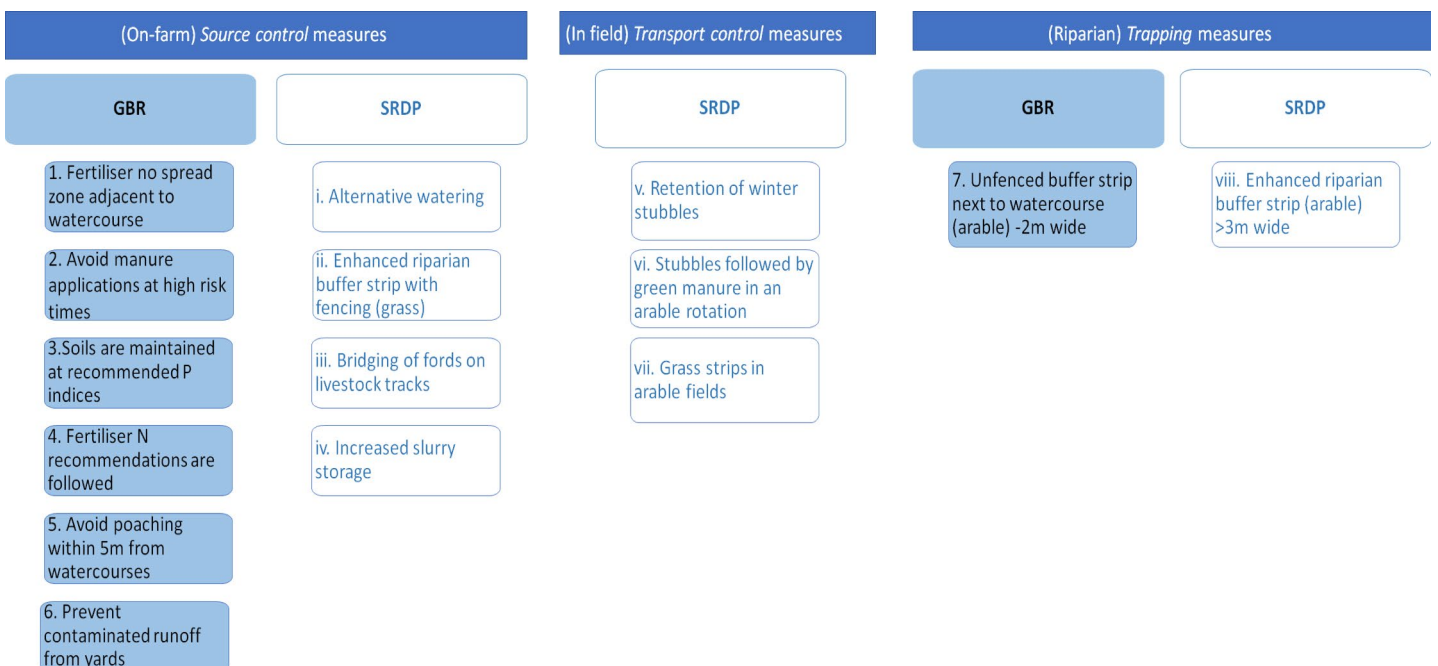 (On-farm) Source control measures
GBR
SRDP
1. Fertiliser no spread
zone adjacent to
watercourse
2. Avoid manure
applications at high risk
times
3.Soils are maintained
at recommended P
indices
4. Fertiliser N
recommendations are
followed
5. Avoid poaching
within 5m from
watercourses
6. Prevent
contaminated runoff
from yards
i. Alternative watering
ii. Enhanced riparian
buffer strip with
fencing (grass)
iii. Bridging of fords on
livestock tracks
iv. Increased slurry
storage
(In field) Transport control measures
SRDP
v. Retention of winter
stubbles
vi. Stubbles followed by
green manure in an
arable rotation
vii. Grass strips in
arable fields
(Riparian) Trapping measures
GBR
SRDP
7. Unfenced buffer strip
next to watercourse
(arable) -2m wide
viii. Enhanced riparian
buffer strip (arable)
>3m wide